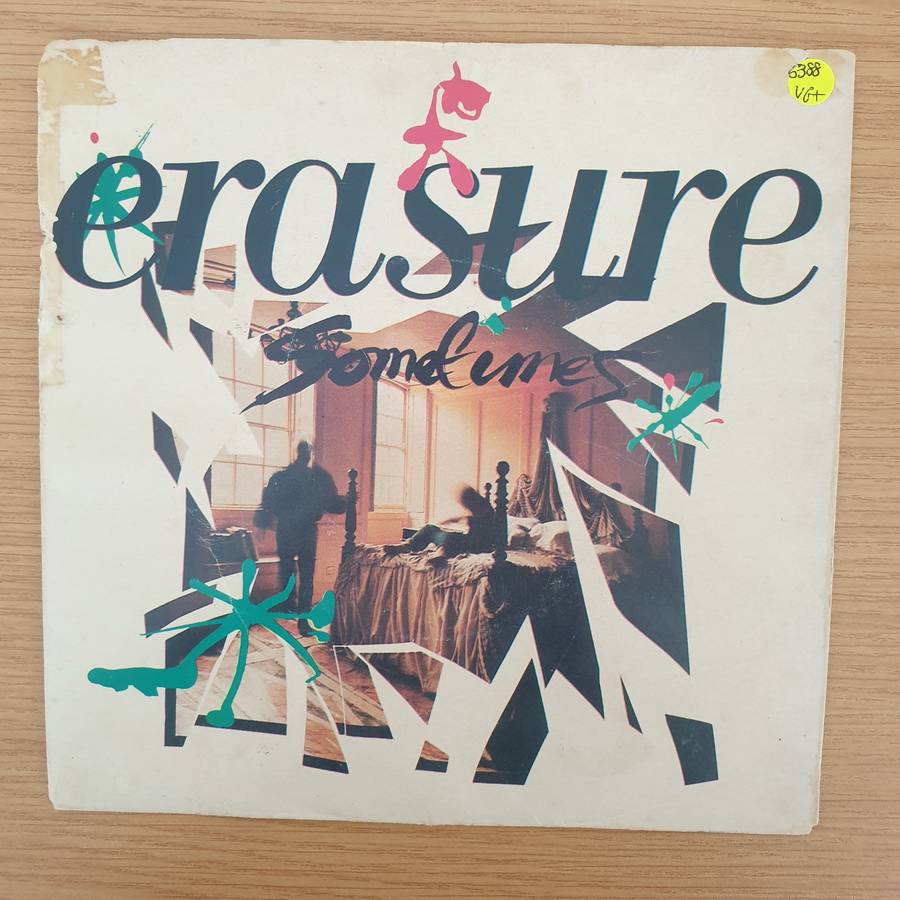 6388
VG+
erasure
Sometimes